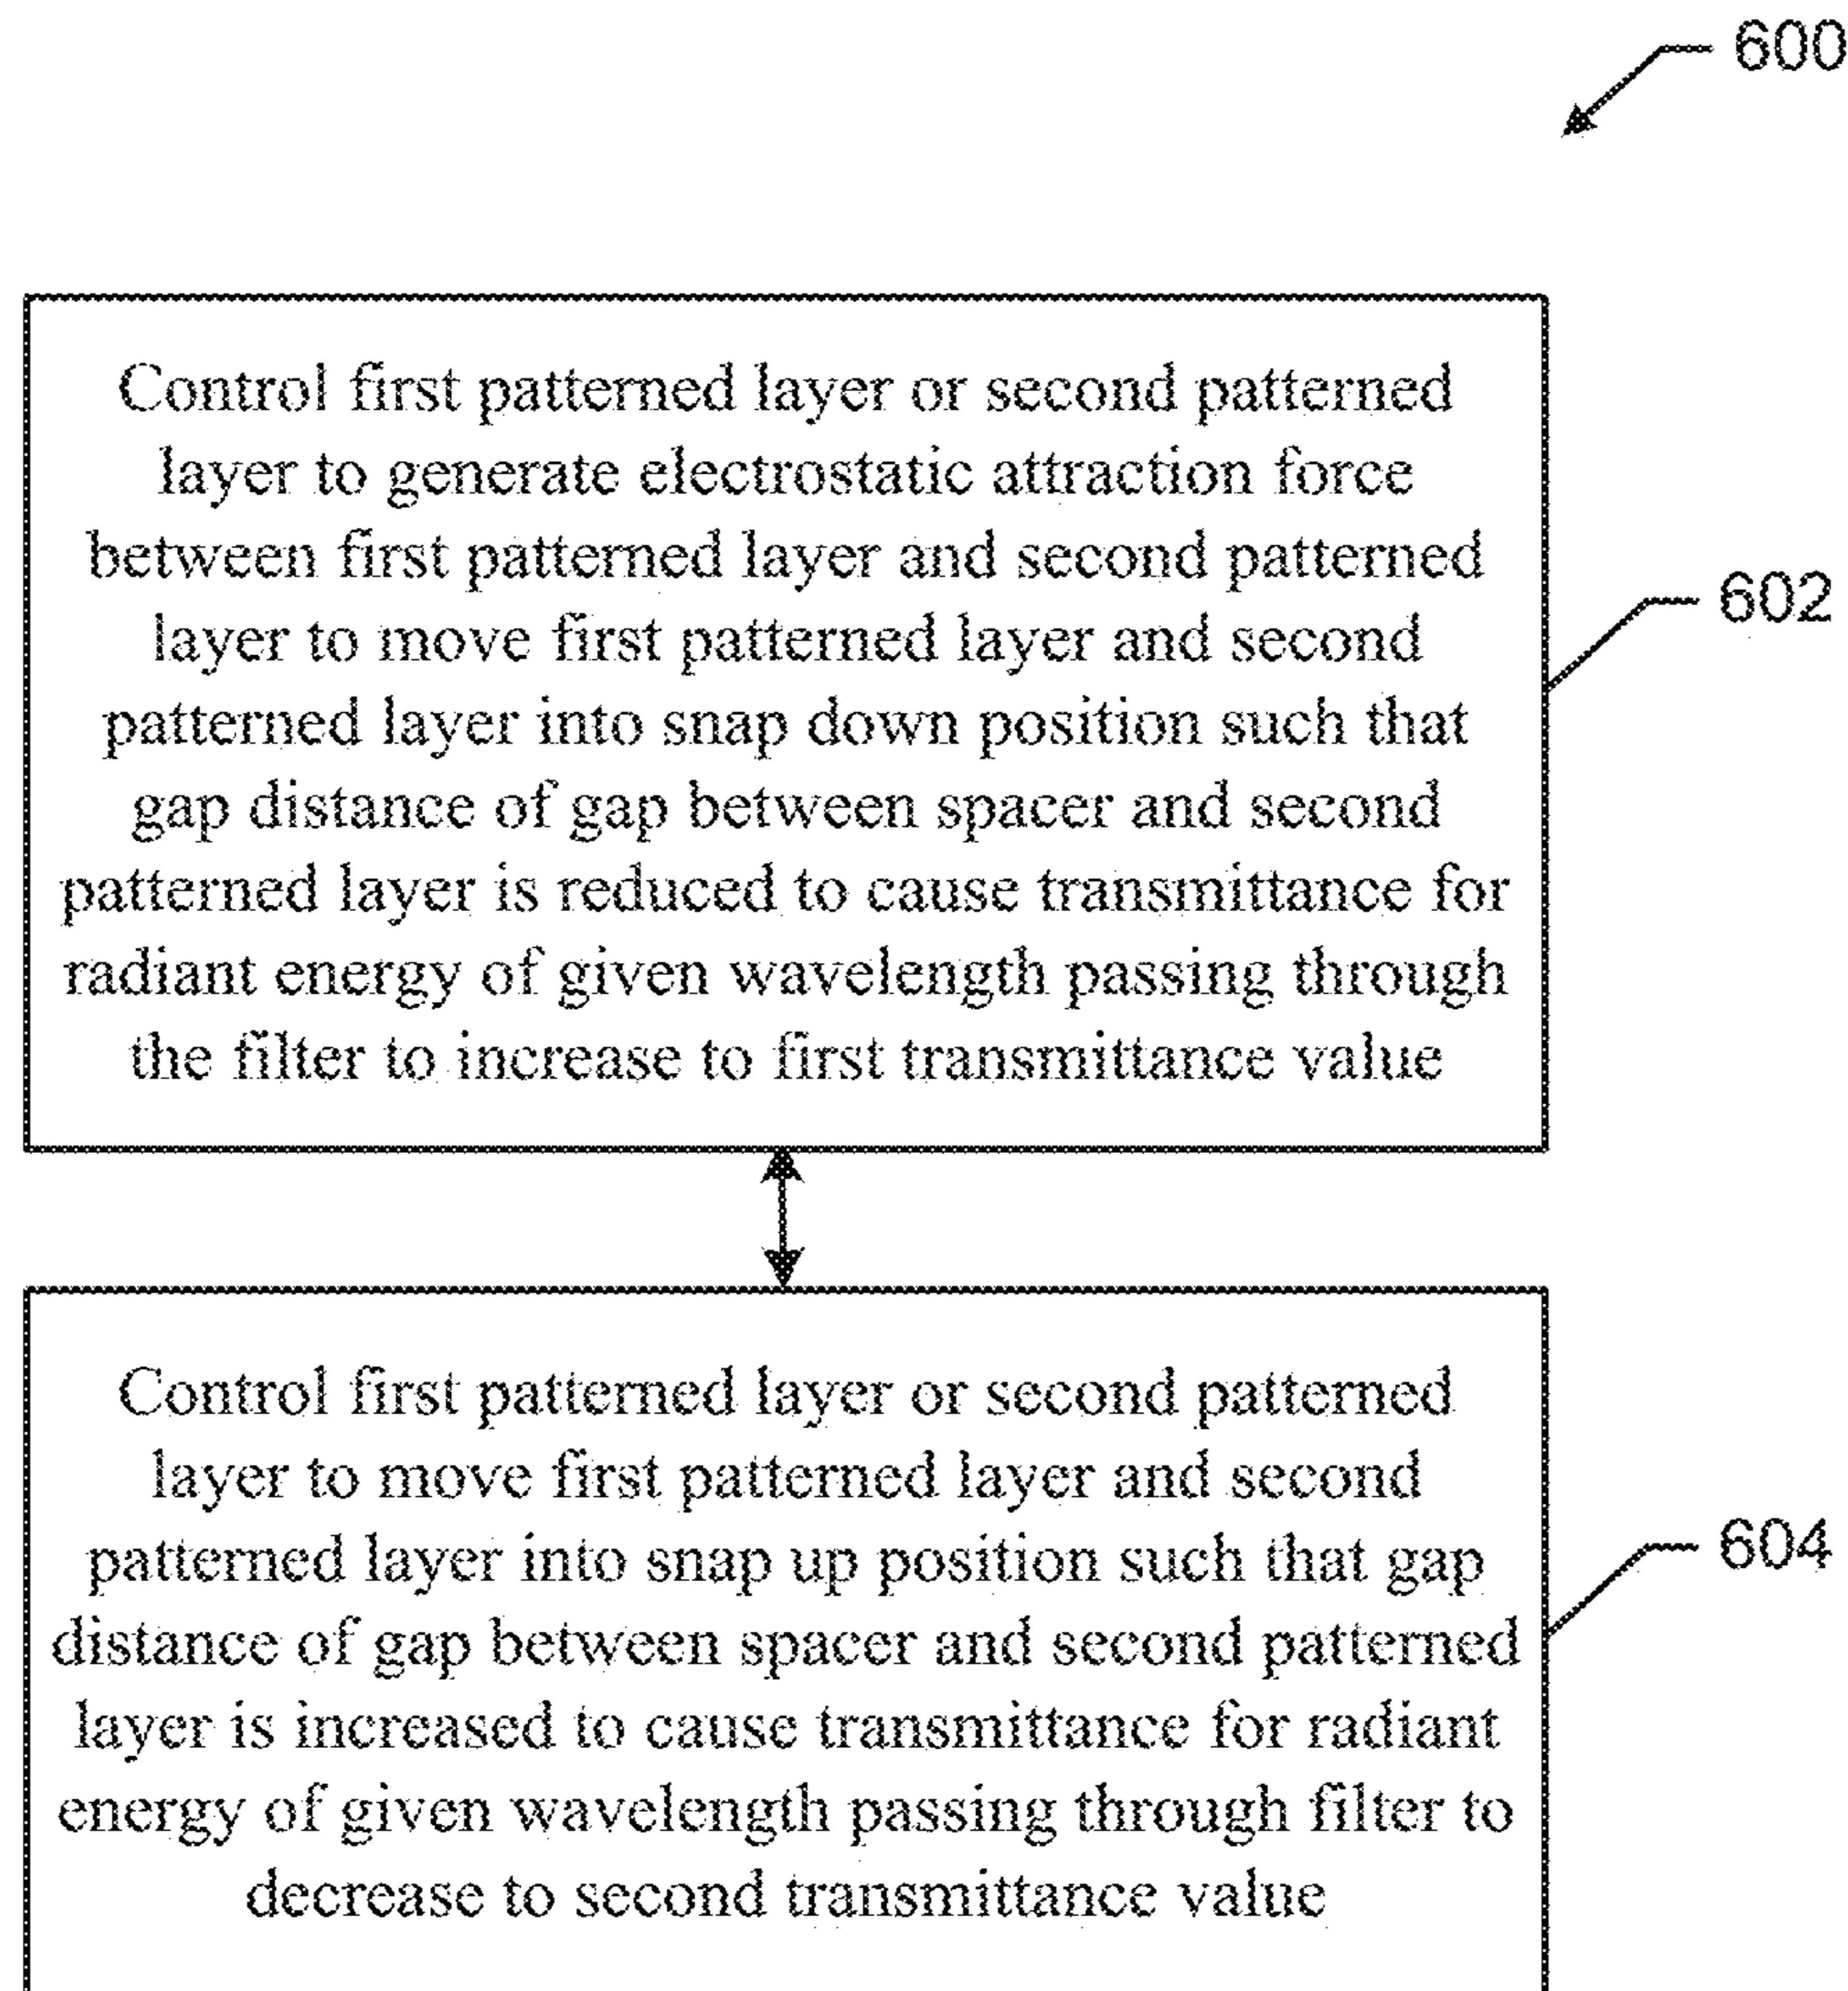 600
Control first patterned layer or second patterned
layer to generate electrostatic attraction force
between first patterned layer and second patterned
layer to move first patterned layer and second
patterned layer into snap down position such that
gap distance of gap between spacer and second
patterned layer is reduced to cause transmittance for
radiant energy of given wavelength passing through
the filter to increase to first transmittance value
602
Control first patterned layer or second patterned
layer to move first patterned layer and second
patterned layer into snap up position such that gap
distance of gap between spacer and second patterned
layer is increased to cause transmittance for radiant
energy of given wavelength passing through filter to
decrease to second transmittance value
604